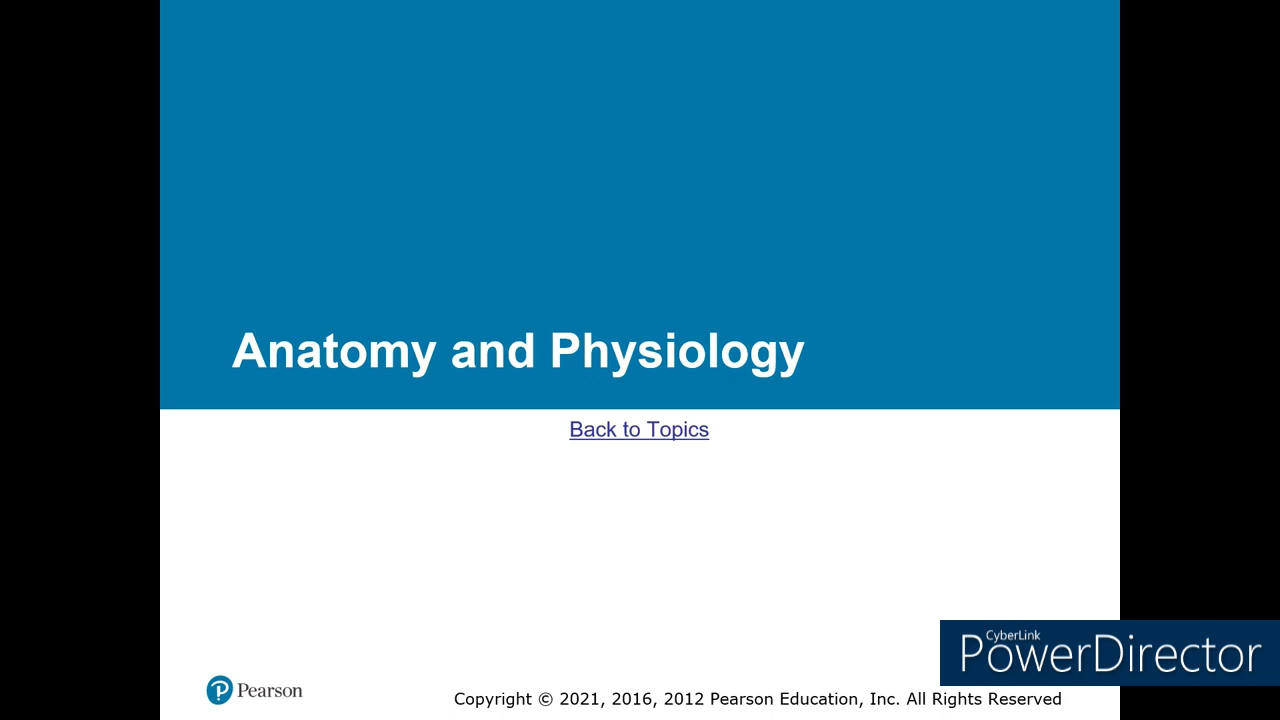 Anatomy and Physiology
Back to Topics
CyberLink
PowerDirector
Pearson
Copyright © 2021, 2016, 2012 Pearson Education, Inc. All Rights Reserved